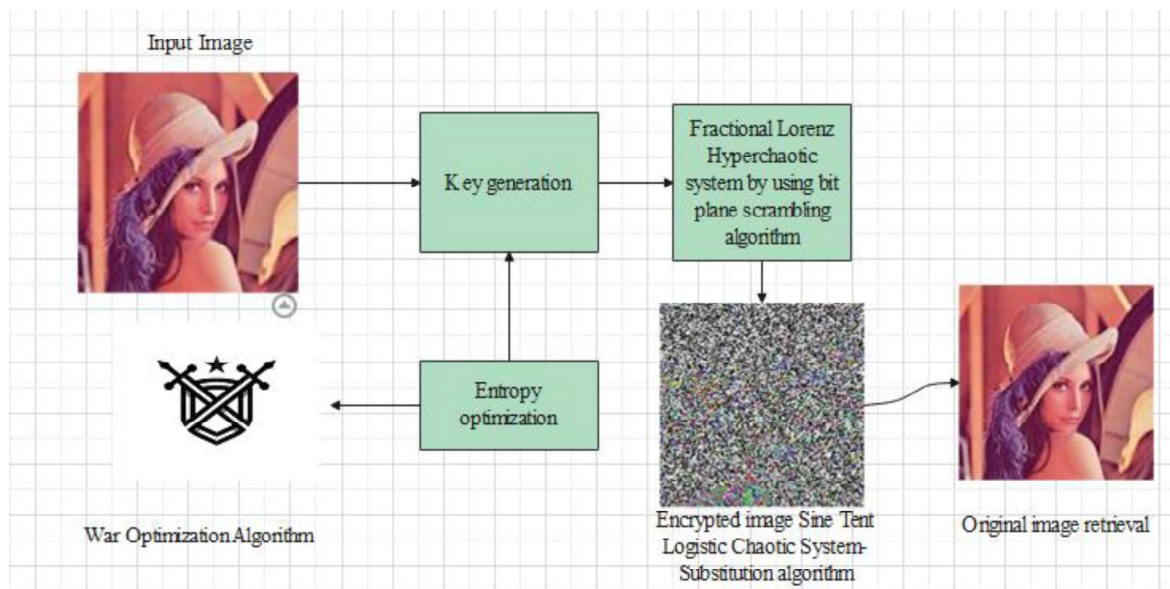 Input Image
Key generation
Fractional Lorenz
Hyperchaotic
system by using bit
plane scrambling
algorithm
Entropy
optimization
War Optimization Algorithm
Encrypted image Sine Tent
Logistic Chaotic System-
Substitution algorithm
Original image retrieval